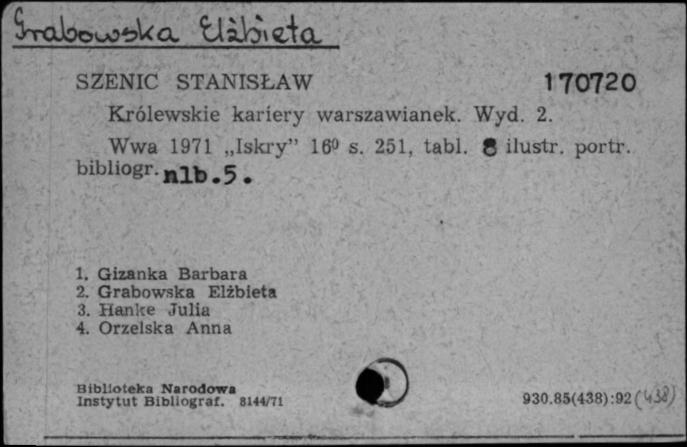 Grabowska Elżbieta
SZENIC STANISŁAW 170720
Królewskie kariery warszawianek. Wyd. 2.
Wwa 1971 „Iskry” 16⁰ s. 251, tabl. 8 ilustr. portr.
bibliogr. nlb.5.
1. Gizanka Barbara
2. Grabowska Elżbieta
3. Hanke Julia
4. Orzelska Anna
Biblioteka Narodowa
Instytut Bibliograf. 8144/71
930.85(438):92(438)